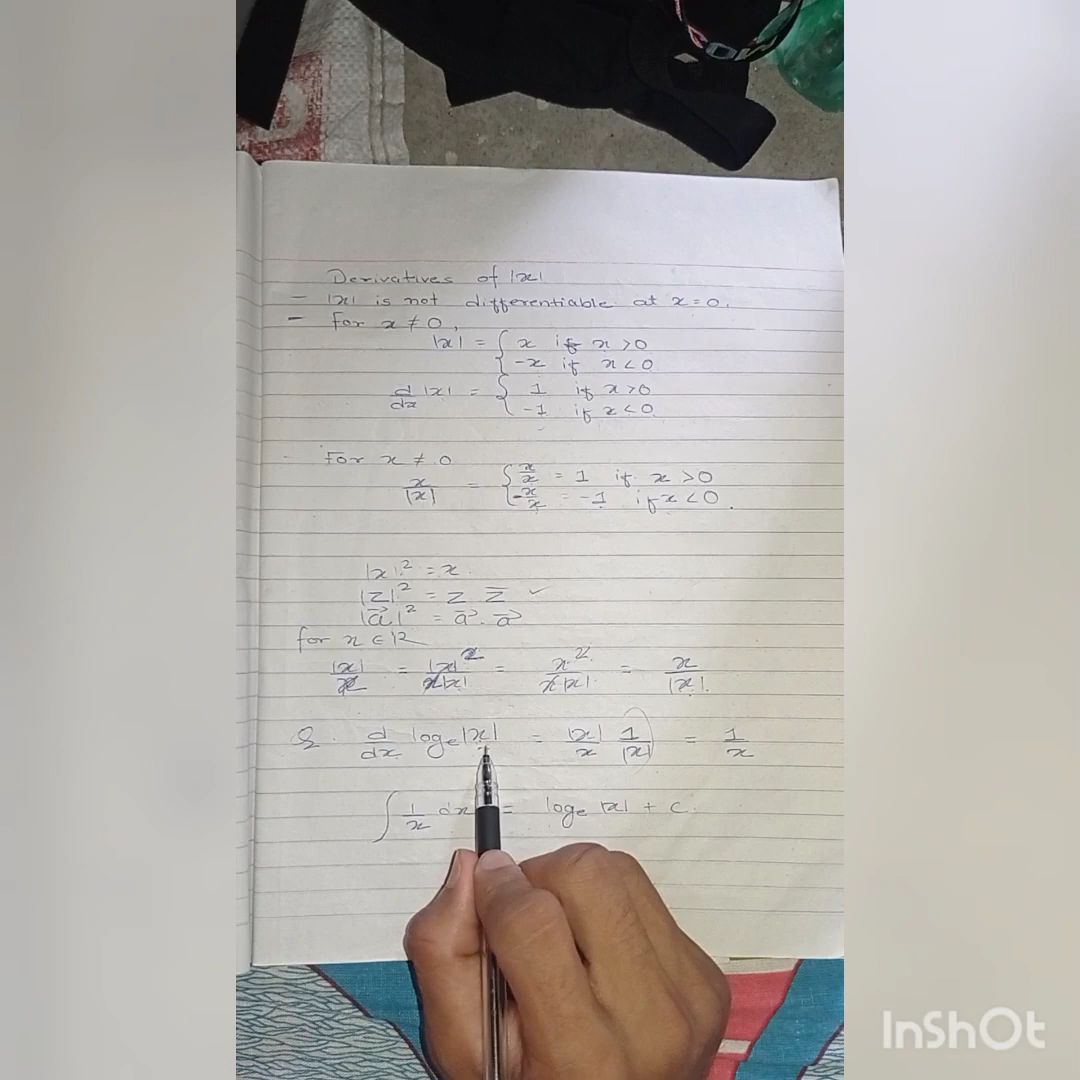 Derivatives of |x|
- |x| is not differentiable at x=0.
- For x ≠ 0,
|x| = { x if x >0
-x if x <0
d/dx |x| = { 1 if x>0
-1 if x<0
- For x ≠ 0
x/|x| = { x/x = 1 if x >0
-x/x = -1 if x <0.
|x|² = x
|z|² = z z̅
|a⃗|² = a⃗. a⃗
for x ∈ R
|x|/x = |x|²/x|x| = x²/x|x| = x/|x|.
Q. d/dx logₑ|x| = |x|/x 1/|x| = 1/x
∫ 1/x dx = logₑ |x| + c.
InShOt